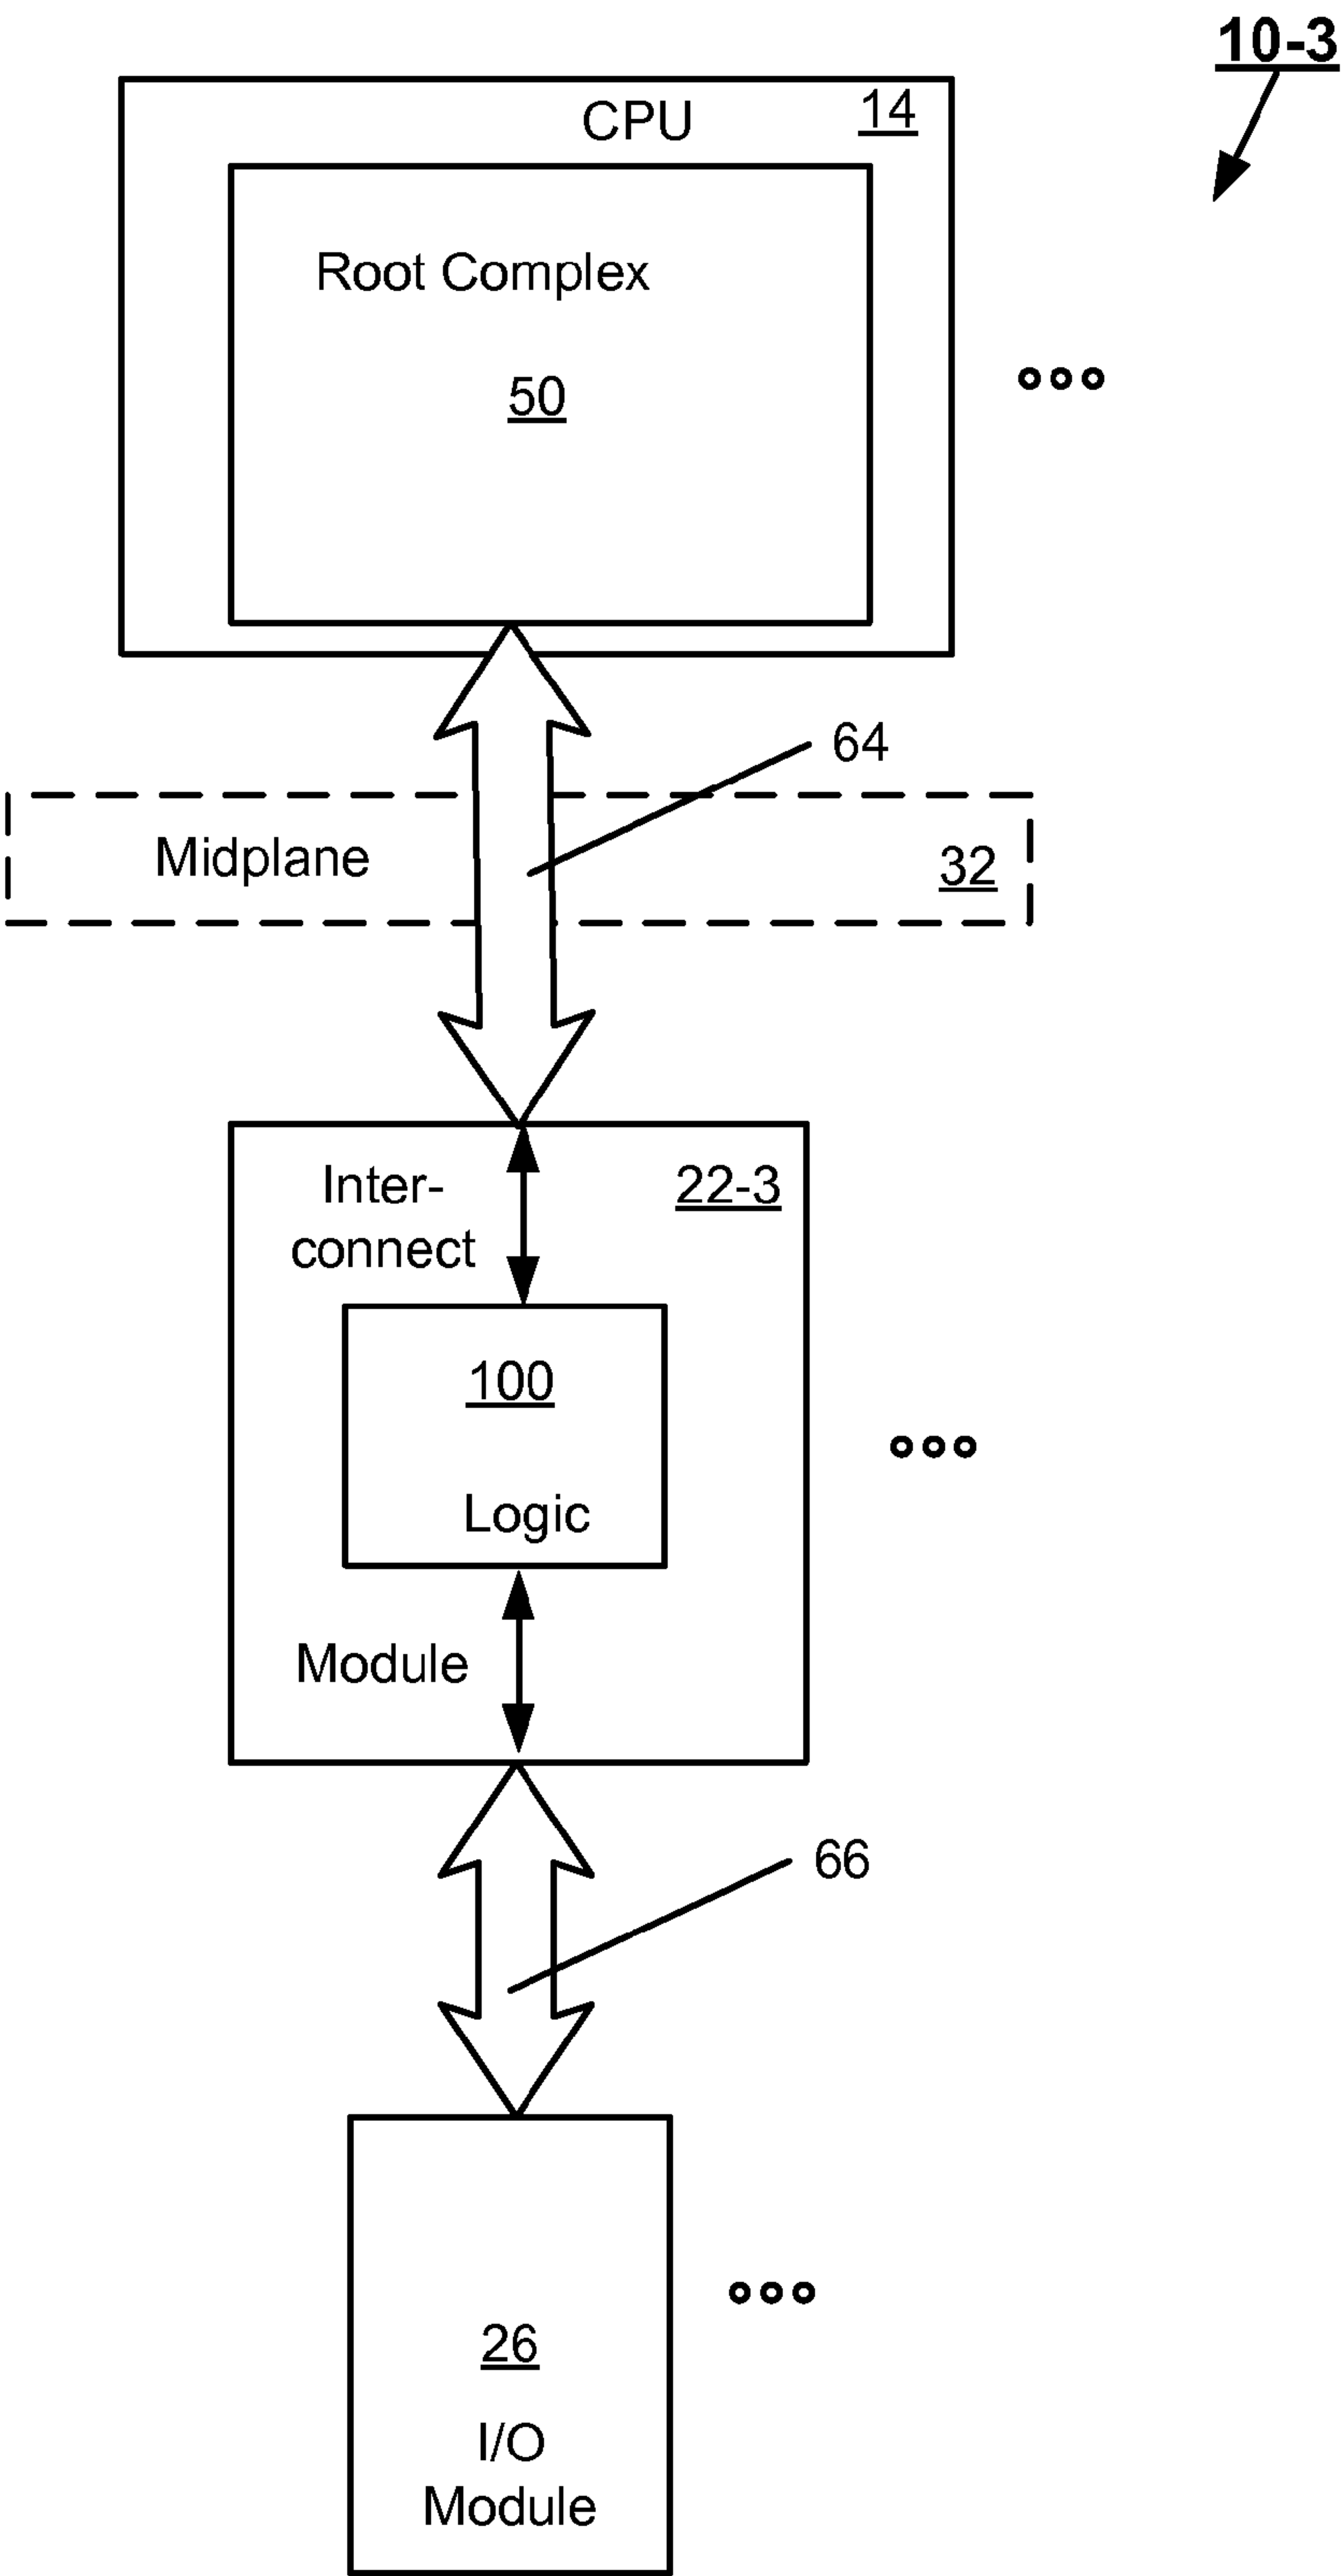 10-3
CPU 14
Root Complex
50
64
Midplane 32
Inter- 22-3
connect
100
Logic
Module
66
26
I/O
Module